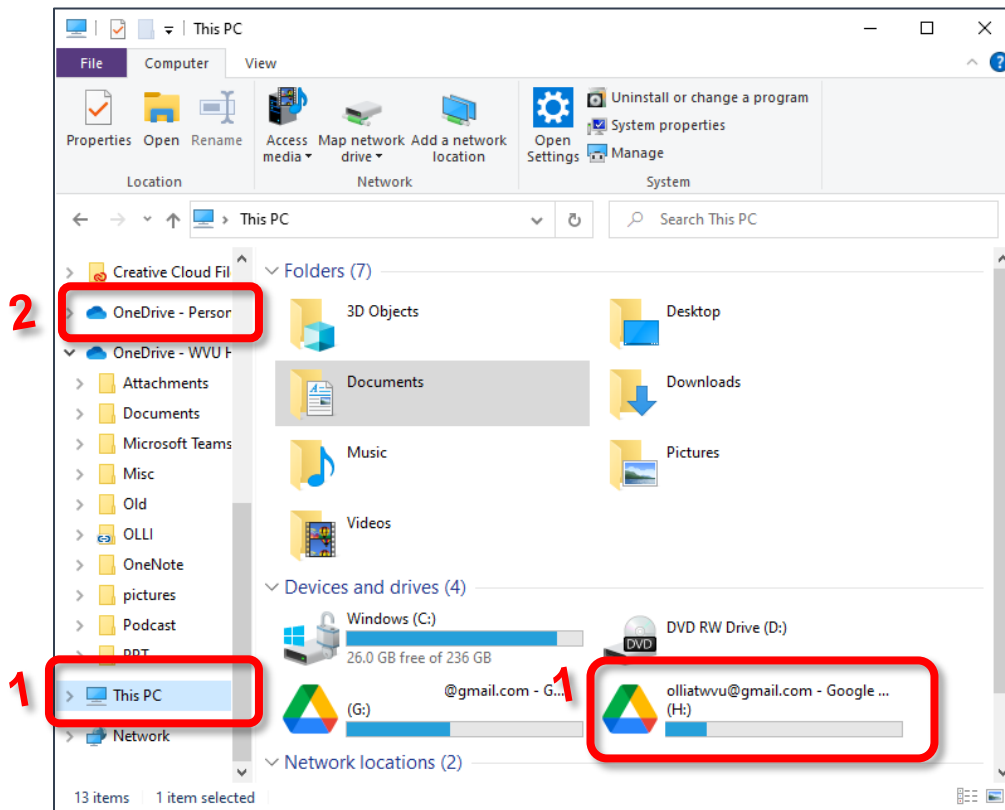 This PC
File Computer View
Properties Open Rename Access media Map network drive Add a network location Open Settings Uninstall or change a program
System properties
Manage
Location Network System
This PC Search This PC
Creative Cloud Fil
2
OneDrive - Person
OneDrive - WVU H
Attachments
Documents
Microsoft Teams
Misc
Old
OLLI
OneNote
pictures
Podcast
PPT
1
This PC
Network
Folders (7)
3D Objects Desktop
Documents Downloads
Music Pictures
Videos
Devices and drives (4)
Windows (C:) DVD RW Drive (D:)
DVD
26.0 GB free of 236 GB
@gmail.com - G... 1 olliatwvu@gmail.com - Google ...
(G:) (H:)
Network locations (2)
13 items 1 item selected